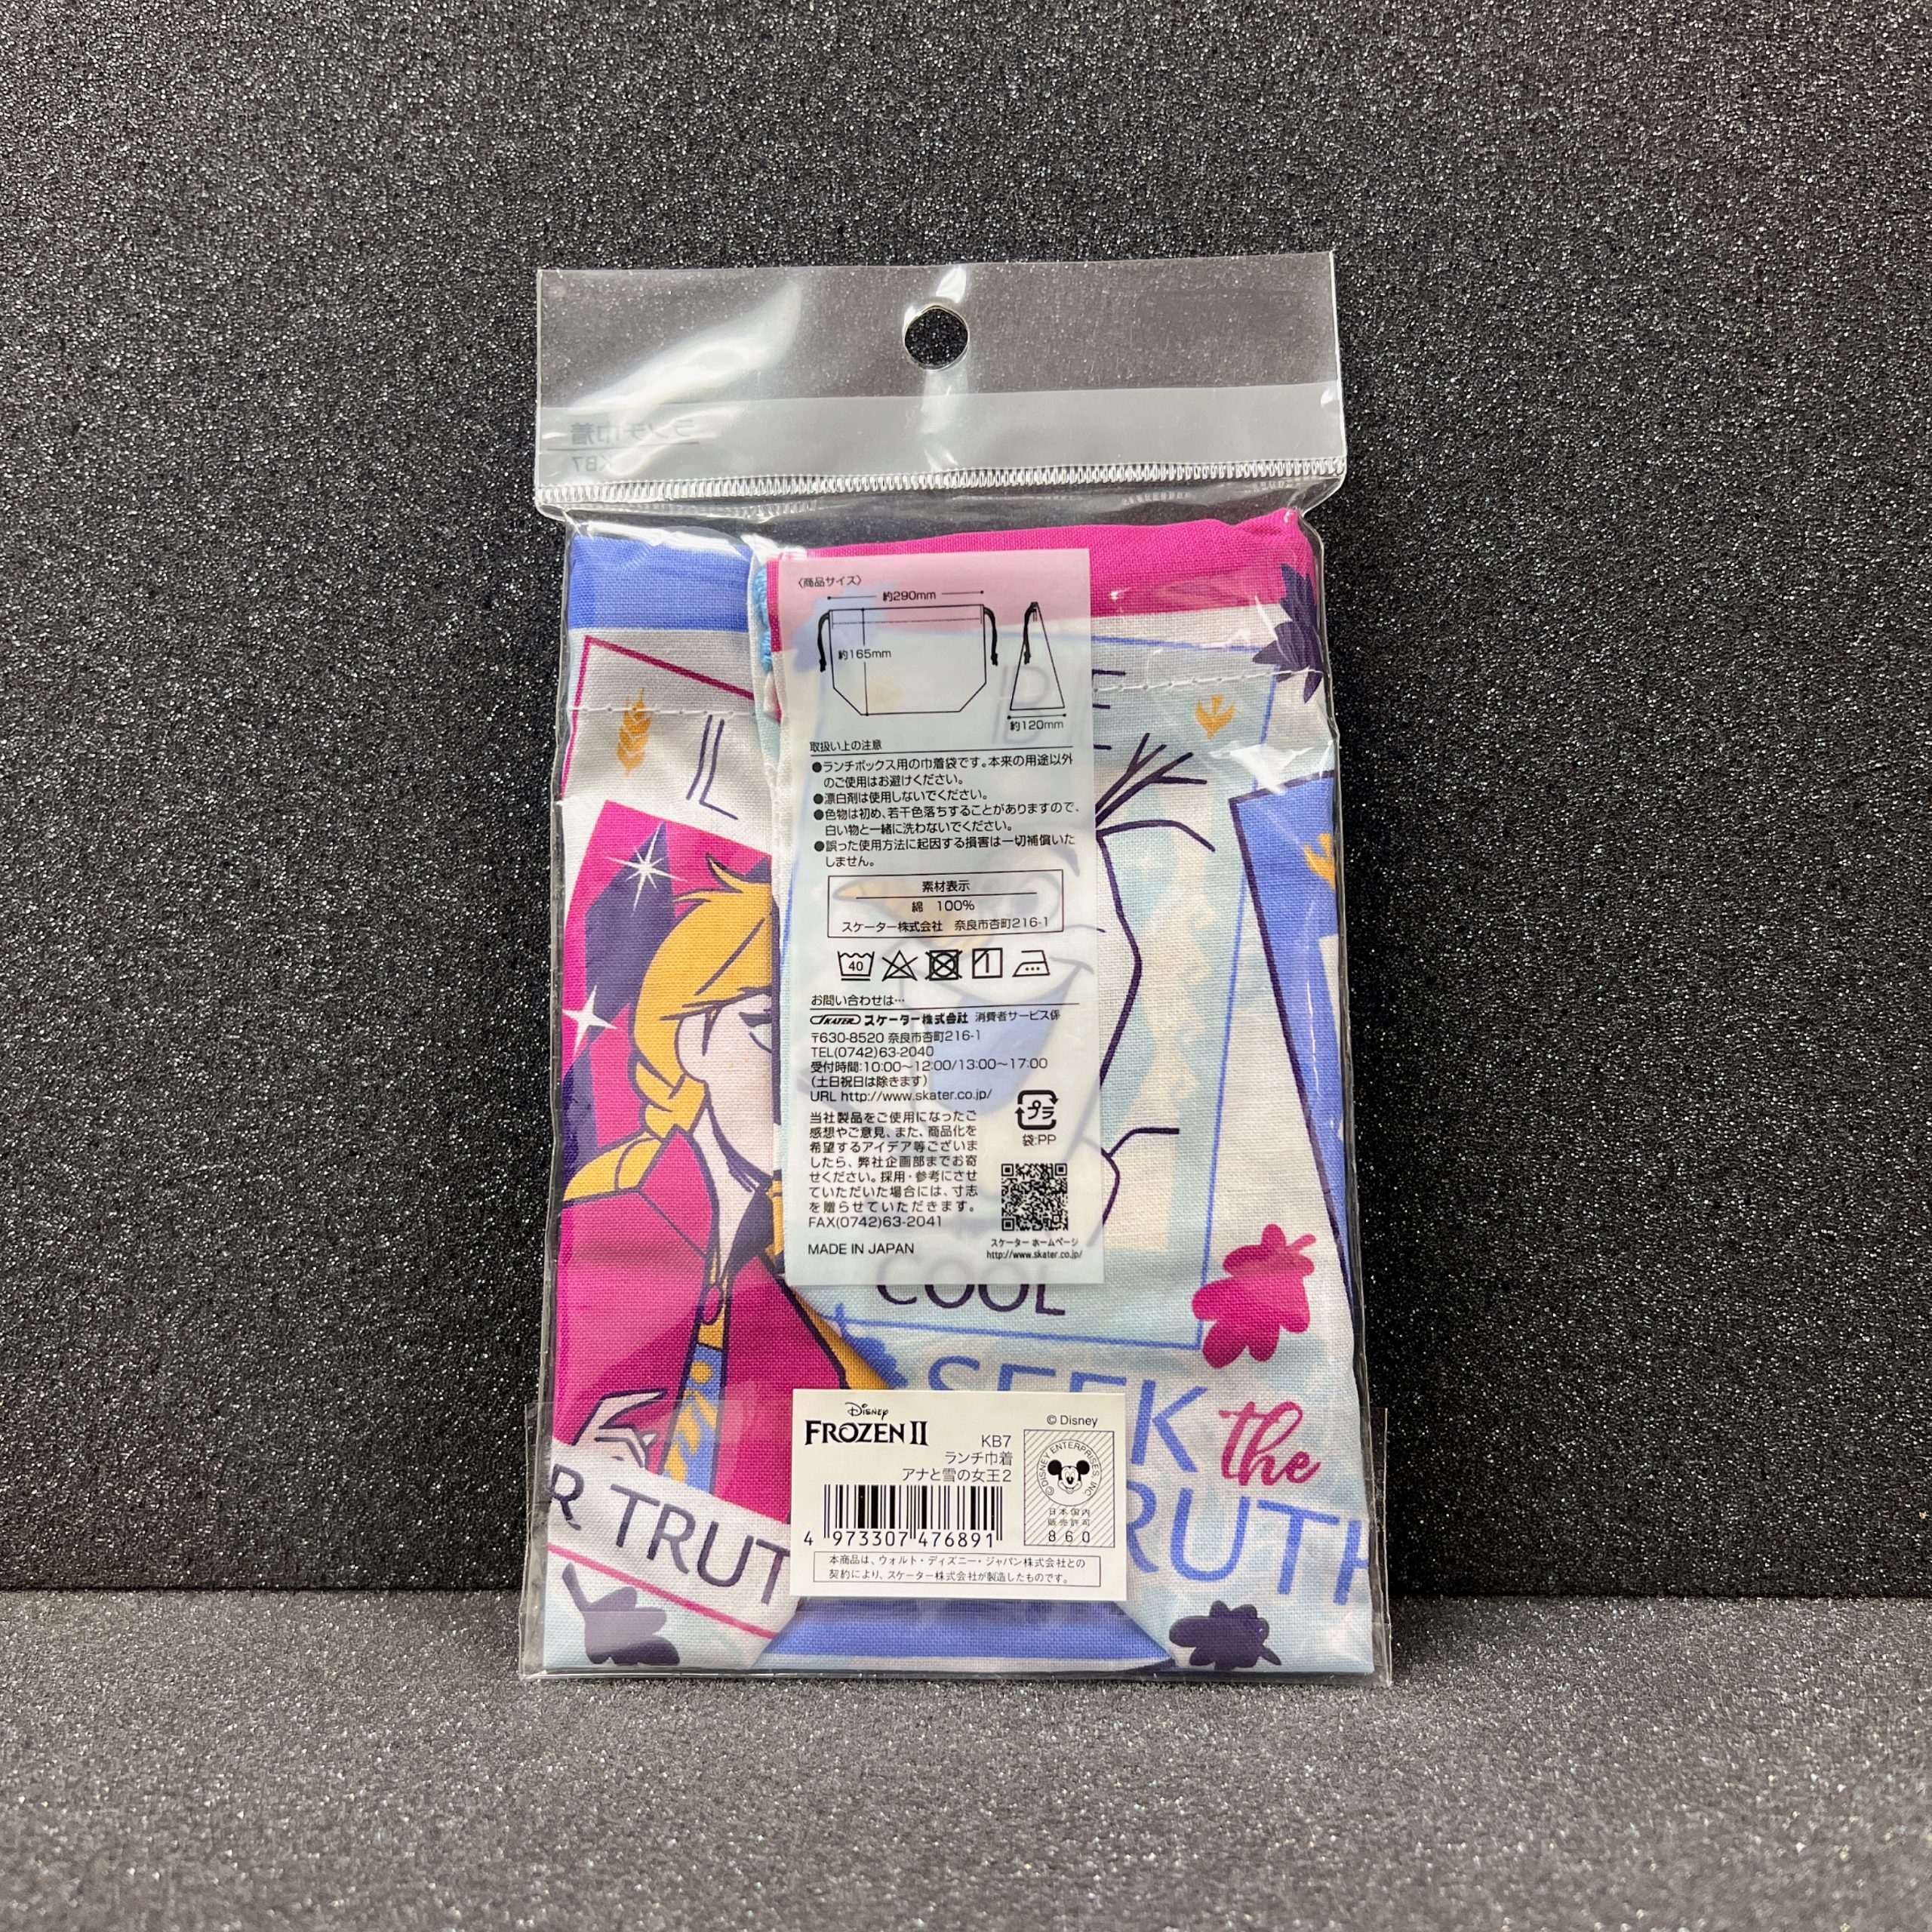 ランチ巾着
KB7
〈商品サイズ〉
約290mm
約165mm
約120mm
取扱い上の注意
●ランチボックス用の巾着袋です。本来の用途以外
のご使用はお避けください。
●漂白剤は使用しないでください。
●色物は初め、若干色落ちすることがありますので、
白い物と一緒に洗わないでください。
●誤った使用方法に起因する損害は一切補償いた
しません。
素材表示
綿 100%
スケーター株式会社 奈良市杏町216-1
40
お問い合わせは…
SKATER スケーター株式会社 消費者サービス係
〒630-8520 奈良市杏町216-1
TEL(0742)63-2040
受付時間:10:00〜12:00/13:00〜17:00
(土日祝日は除きます)
URL http://www.skater.co.jp/
当社製品をご使用になったご
感想やご意見、また、商品化を
希望するアイデア等ございま
したら、弊社企画部までお寄
せください。採用・参考にさせ
ていただいた場合には、寸志
を贈らせていただきます。
FAX(0742)63-2041
プラ
袋:PP
MADE IN JAPAN
スケーター ホームページ
http://www.skater.co.jp/
COOL
SEEK the
TRUTH
R TRUT
Disney
FROZEN II
KB7
ランチ巾着
アナと雪の女王2
4 973307 476891
© Disney
©DISNEY ENTERPRISES, INC.
日本国内
販売許可
860
本商品は、ウォルト・ディズニー・ジャパン株式会社との
契約により、スケーター株式会社が製造したものです。